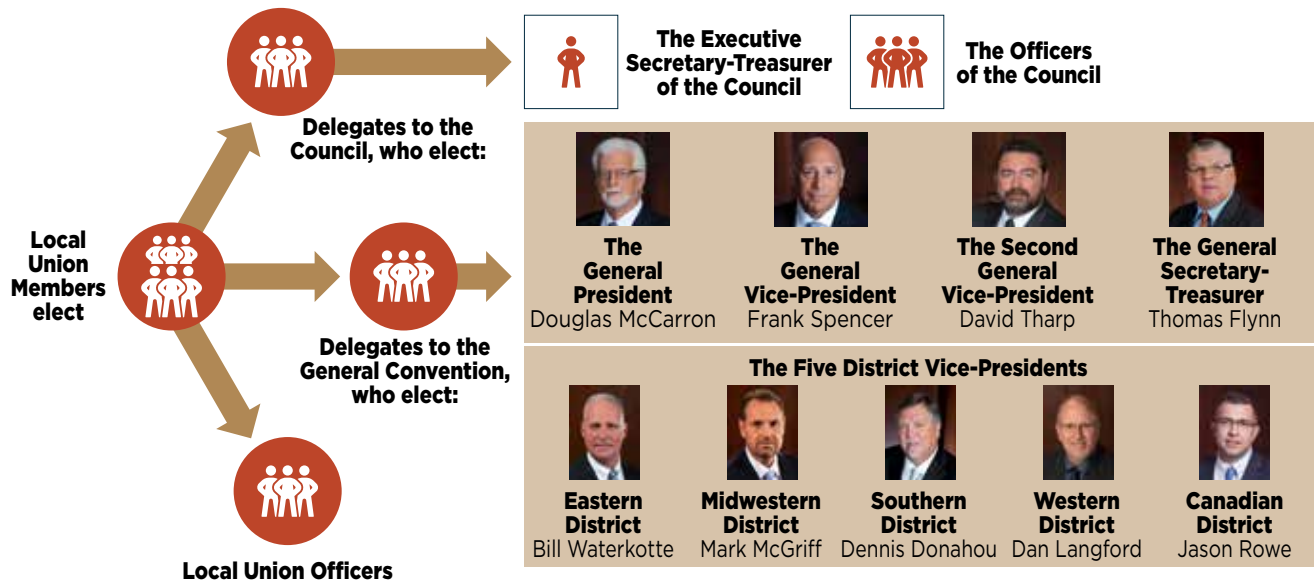 Local
Union
Members
elect
Delegates to the
Council, who elect:
The Executive
Secretary-Treasurer
of the Council
The Officers
of the Council
Delegates to the
General Convention,
who elect:
The
General
President
Douglas McCarron
The
General
Vice-President
Frank Spencer
The Second
General
Vice-President
David Tharp
The General
Secretary-
Treasurer
Thomas Flynn
The Five District Vice-Presidents
Eastern
District
Bill Waterkotte
Midwestern
District
Mark McGriff
Southern
District
Dennis Donahou
Western
District
Dan Langford
Canadian
District
Jason Rowe
Local Union Officers